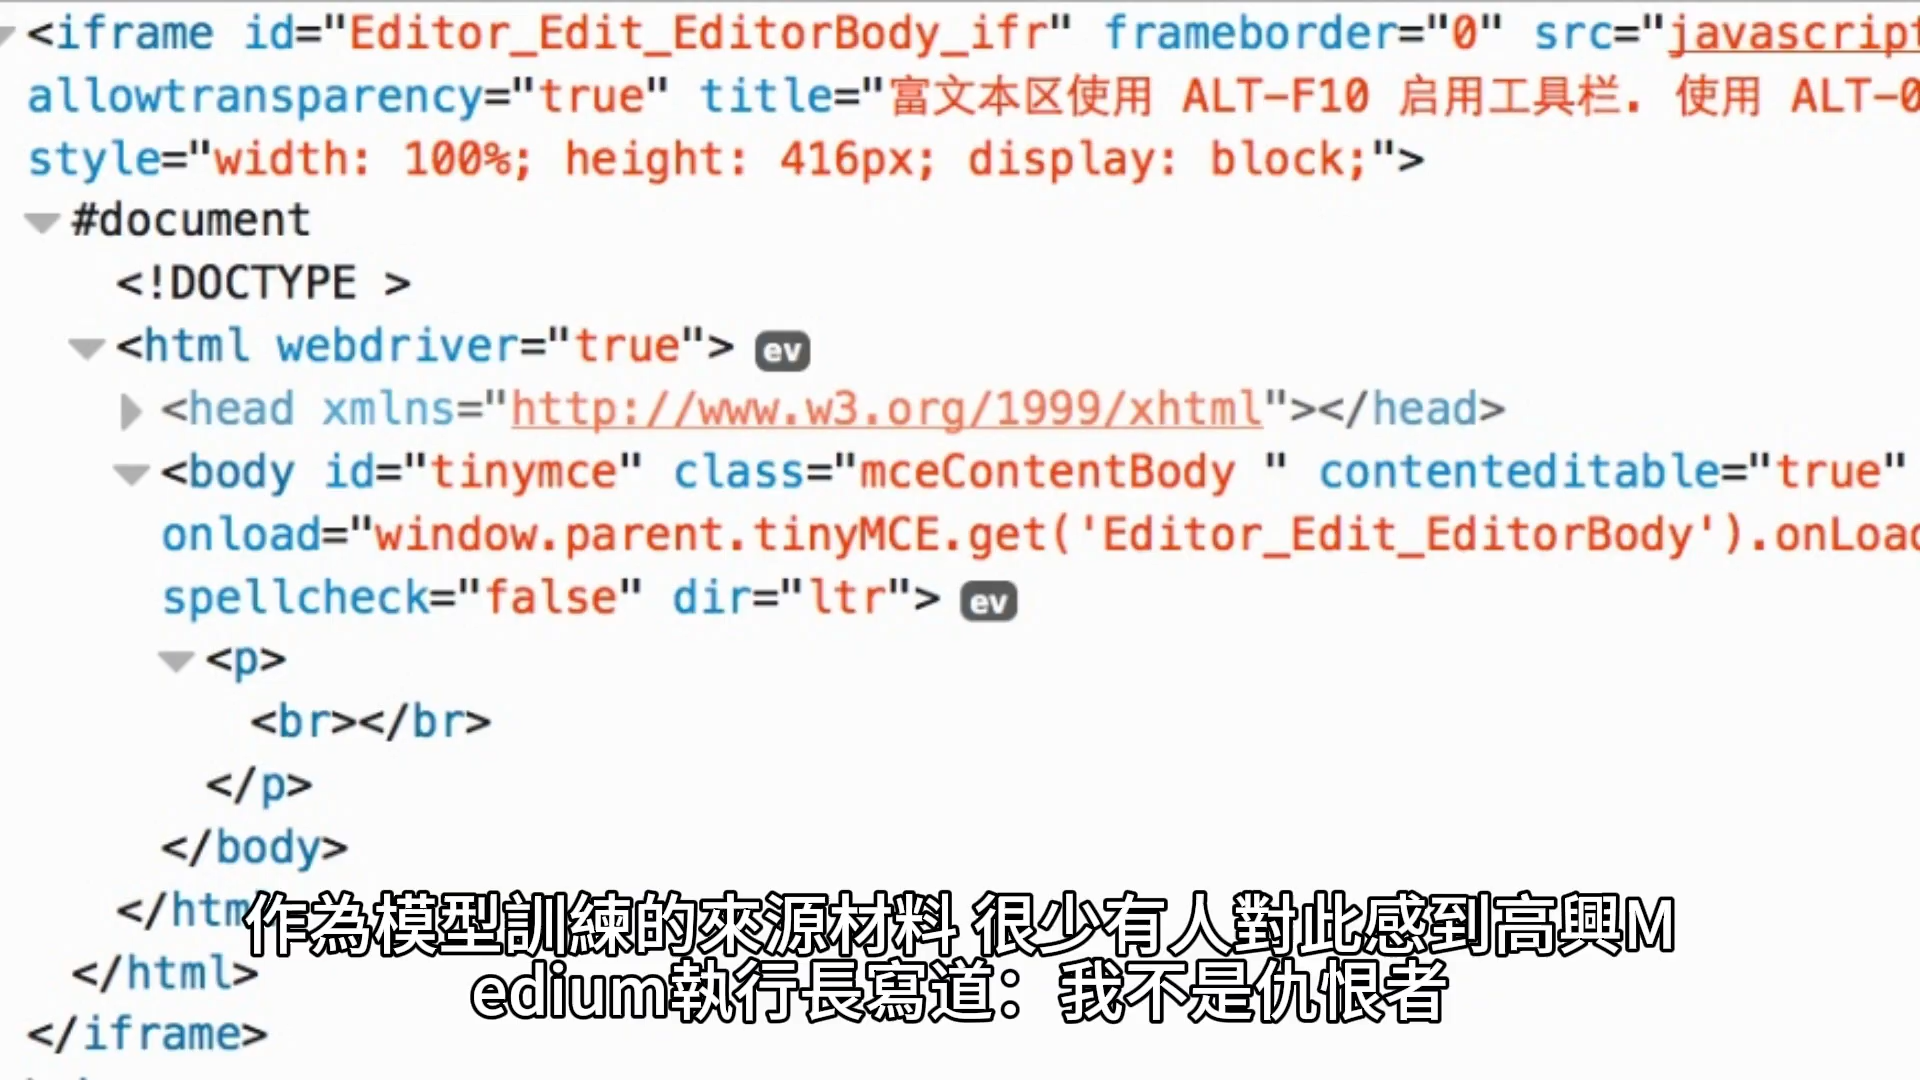 <iframe id="Editor_Edit_EditorBody_ifr" frameborder="0" src="javascript
allowtransparency="true" title="富文本区使用 ALT-F10 启用工具栏. 使用 ALT-0
style="width: 100%; height: 416px; display: block;">
#document
<!DOCTYPE >
<html webdriver="true"> ev
<head xmlns="http://www.w3.org/1999/xhtml"></head>
<body id="tinymce" class="mceContentBody " contenteditable="true"
onload="window.parent.tinyMCE.get('Editor_Edit_EditorBody').onLoad
spellcheck="false" dir="ltr"> ev
<p>
<br></br>
</p>
</body>
</htm
作為模型訓練的來源材料 很少有人對此感到高興M
</html>
edium執行長寫道：我不是仇恨者
</iframe>